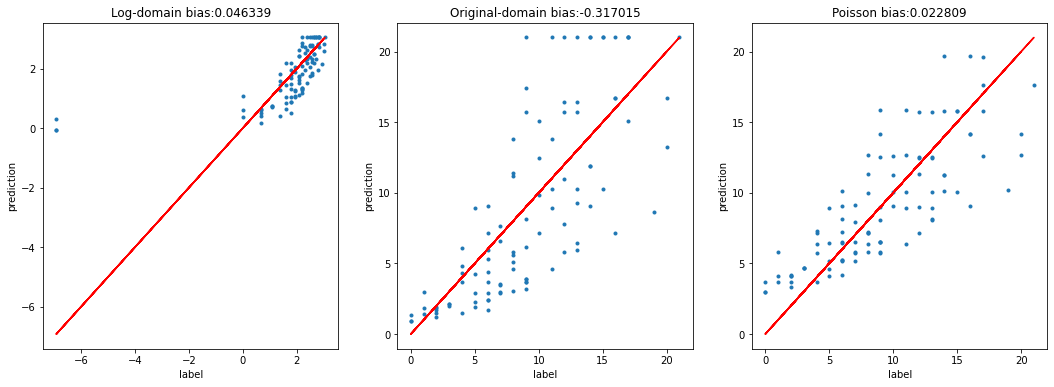 Log-domain bias:0.046339
prediction
2
0
−2
−4
−6
−6 −4 −2 0 2
label
Original-domain bias:-0.317015
prediction
20
15
10
5
0
0 5 10 15 20
label
Poisson bias:0.022809
prediction
20
15
10
5
0
0 5 10 15 20
label